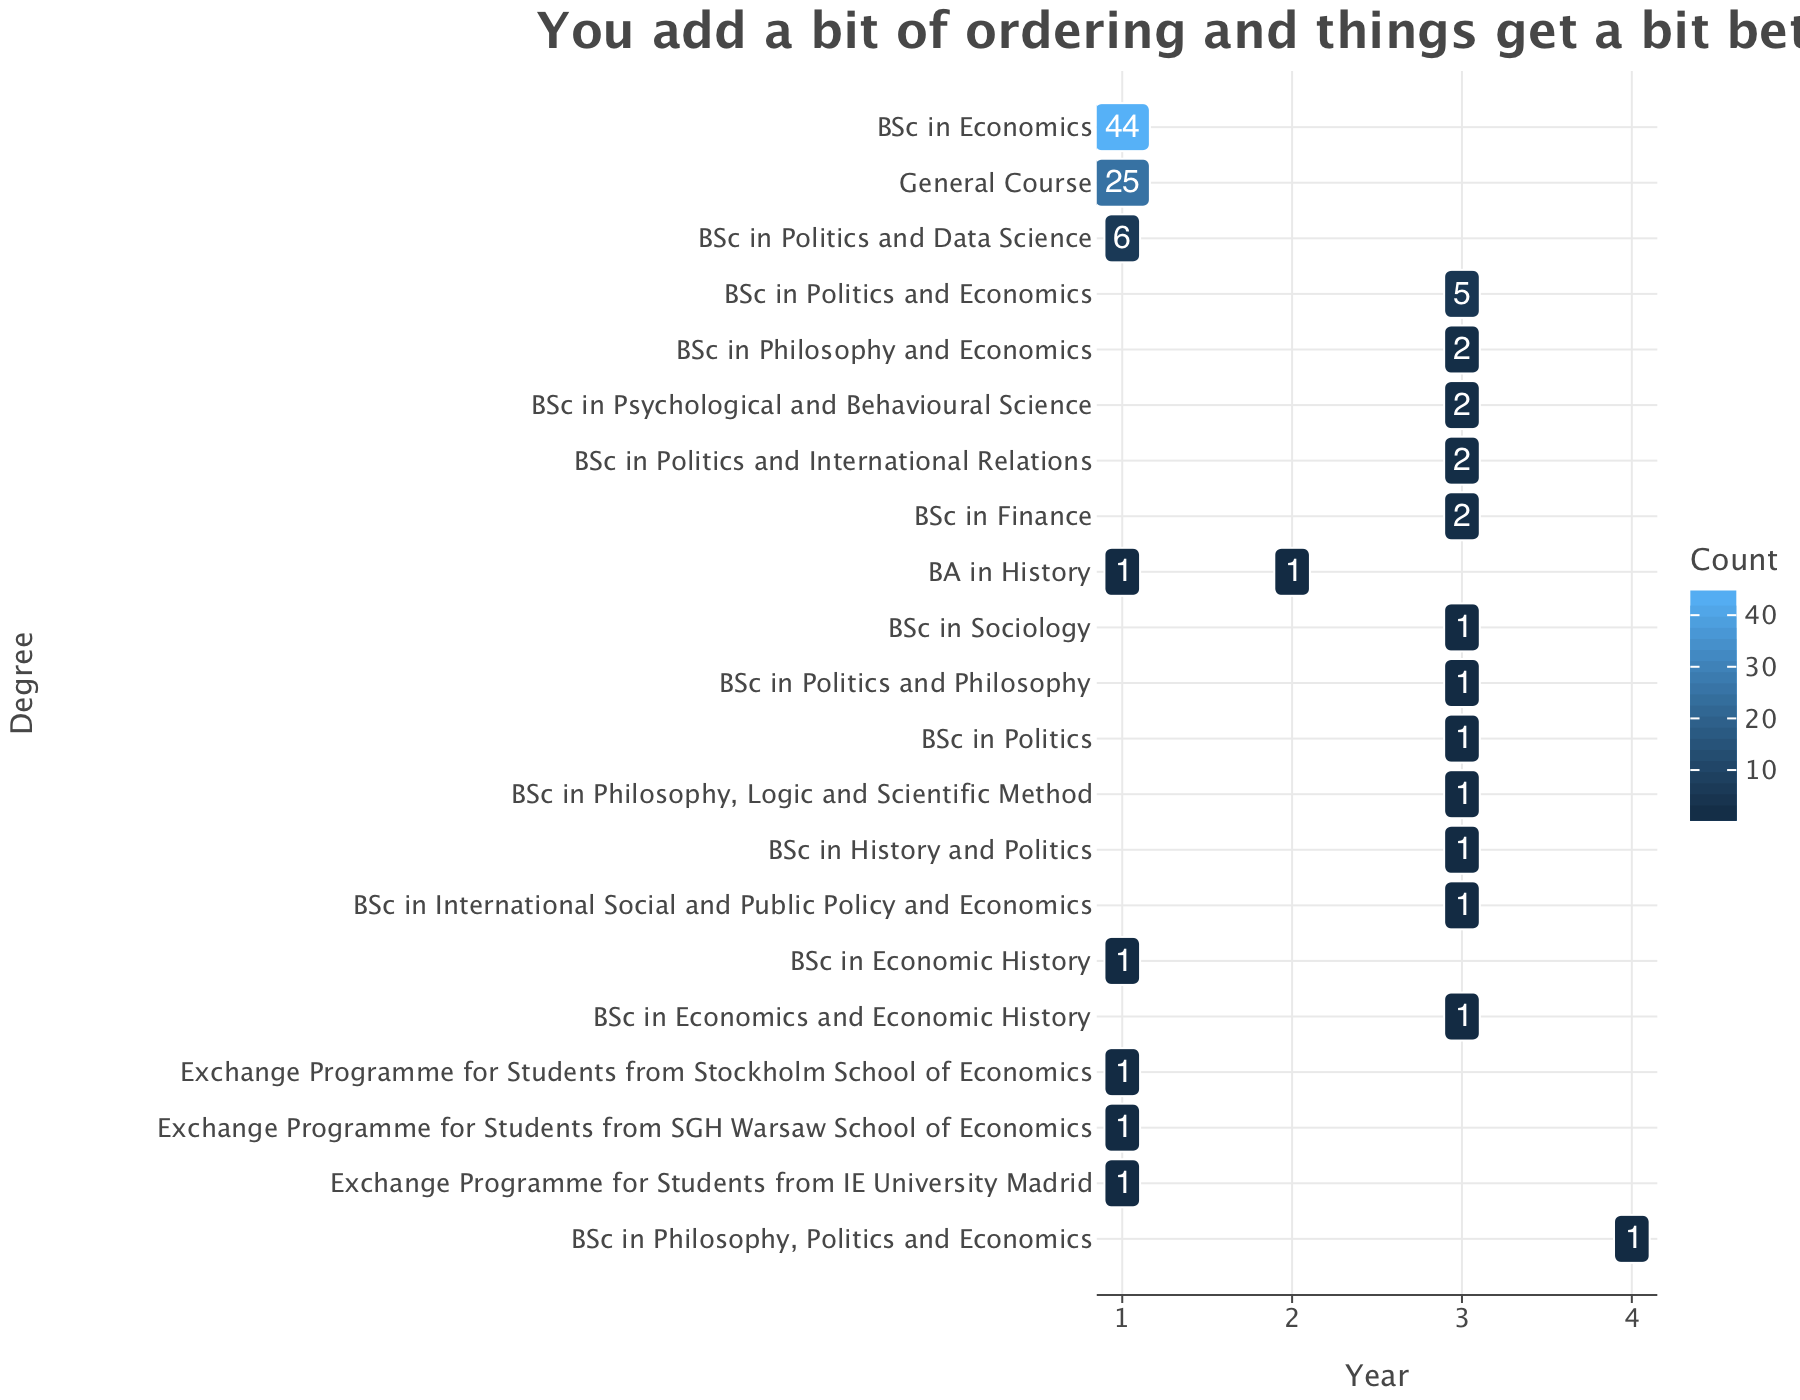 You add a bit of ordering and things get a bit bet
BSc in Economics 44
General Course 25
BSc in Politics and Data Science 6
BSc in Politics and Economics 5
BSc in Philosophy and Economics 2
BSc in Psychological and Behavioural Science 2
BSc in Politics and International Relations 2
BSc in Finance 2
BA in History 1 1
BSc in Sociology 1
BSc in Politics and Philosophy 1
BSc in Politics 1
BSc in Philosophy, Logic and Scientific Method 1
BSc in History and Politics 1
BSc in International Social and Public Policy and Economics 1
BSc in Economic History 1
BSc in Economics and Economic History 1
Exchange Programme for Students from Stockholm School of Economics 1
Exchange Programme for Students from SGH Warsaw School of Economics 1
Exchange Programme for Students from IE University Madrid 1
BSc in Philosophy, Politics and Economics 1
1 2 3 4
Year
Degree
Count
40
30
20
10